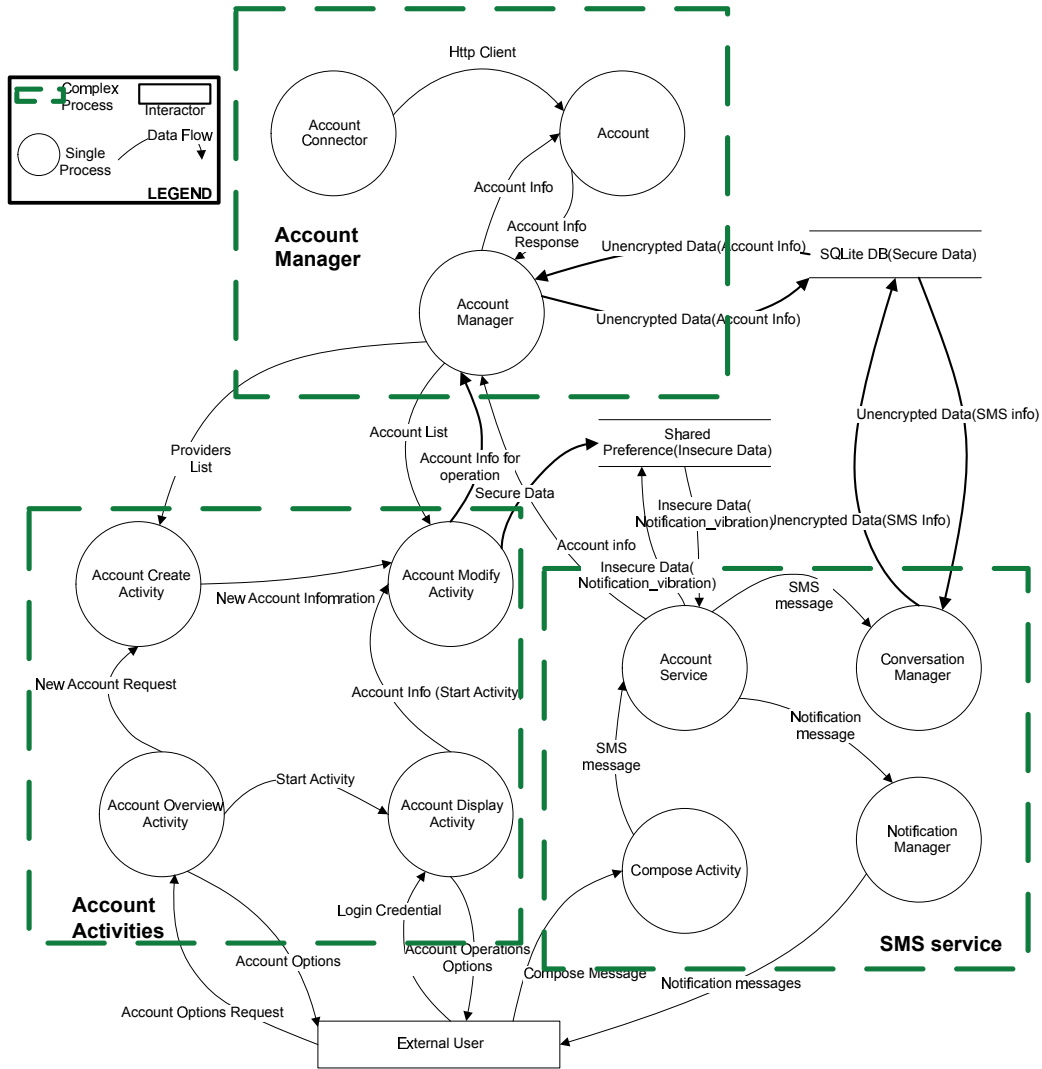 Http Client
Complex
Process
Interactor
Data Flow
Single
Process
LEGEND
Account
Connector
Account
Account Info
Account Info
Response
Account
Manager
Unencrypted Data(Account Info)
SQLite DB(Secure Data)
Account
Manager
Unencrypted Data(Account Info)
Account List
Providers
List
Account Info for
operation
Shared
Preference(Insecure Data)
Unencrypted Data(SMS info)
Secure Data
Insecure Data(
Notification_vibration)
Unencrypted Data(SMS Info)
Account info
Insecure Data(
Notification_vibration)
Account Create
Activity
Account Modify
Activity
New Account Infomration
SMS
message
Account
Service
Conversation
Manager
New Account Request
Account Info (Start Activity)
Notification
message
SMS
message
Start Activity
Account Overview
Activity
Account Display
Activity
Notification
Manager
Compose Activity
Account
Activities
Login Credential
Account Operations
Options
SMS service
Account Options
Compose Message
Notification messages
Account Options Request
External User